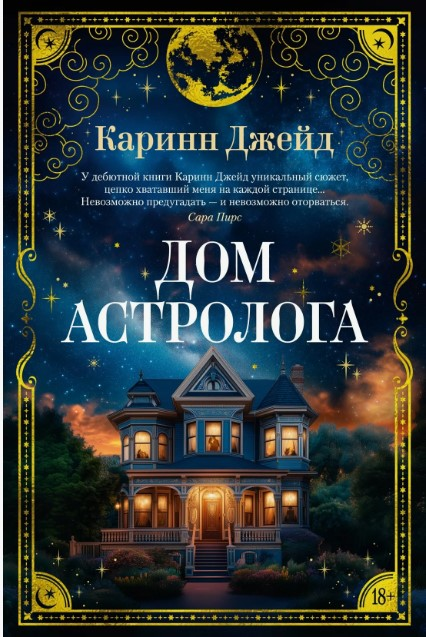 Каринн Джейд
У дебютной книги Каринн Джейд уникальный сюжет,
цепко хватавший меня на каждой странице...
Невозможно предугадать — и невозможно оторваться.
Сара Пирс
ДОМ
АСТРОЛОГА
18+